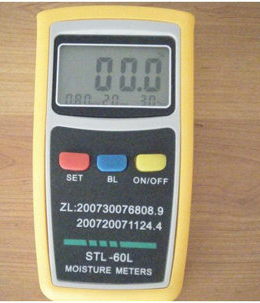 00.0
SET BL ON/OFF
ZL:200730076808.9
200720071124.4
STL-60L
MOISTURE METERS